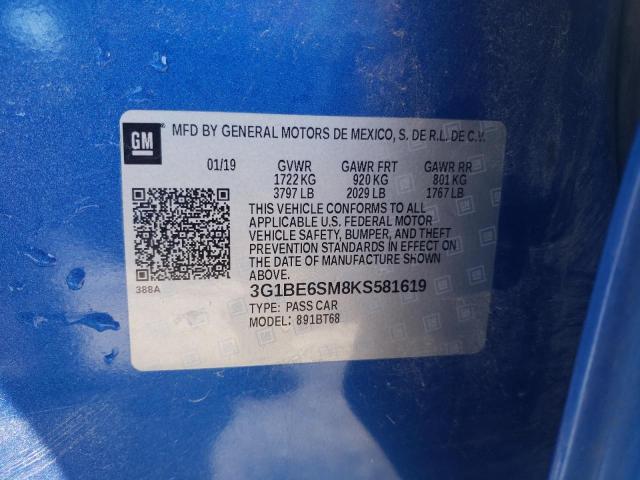 GM
MFD BY GENERAL MOTORS DE MEXICO, S. DE R.L. DE C.V.
01/19 GVWR GAWR FRT GAWR RR
1722 KG 920 KG 801 KG
3797 LB 2029 LB 1767 LB
THIS VEHICLE CONFORMS TO ALL
APPLICABLE U.S. FEDERAL MOTOR
VEHICLE SAFETY, BUMPER, AND THEFT
PREVENTION STANDARDS IN EFFECT ON
THE DATE OF MANUFACTURE SHOWN
ABOVE.
388A
3G1BE6SM8KS581619
TYPE: PASS CAR
MODEL: 891BT68